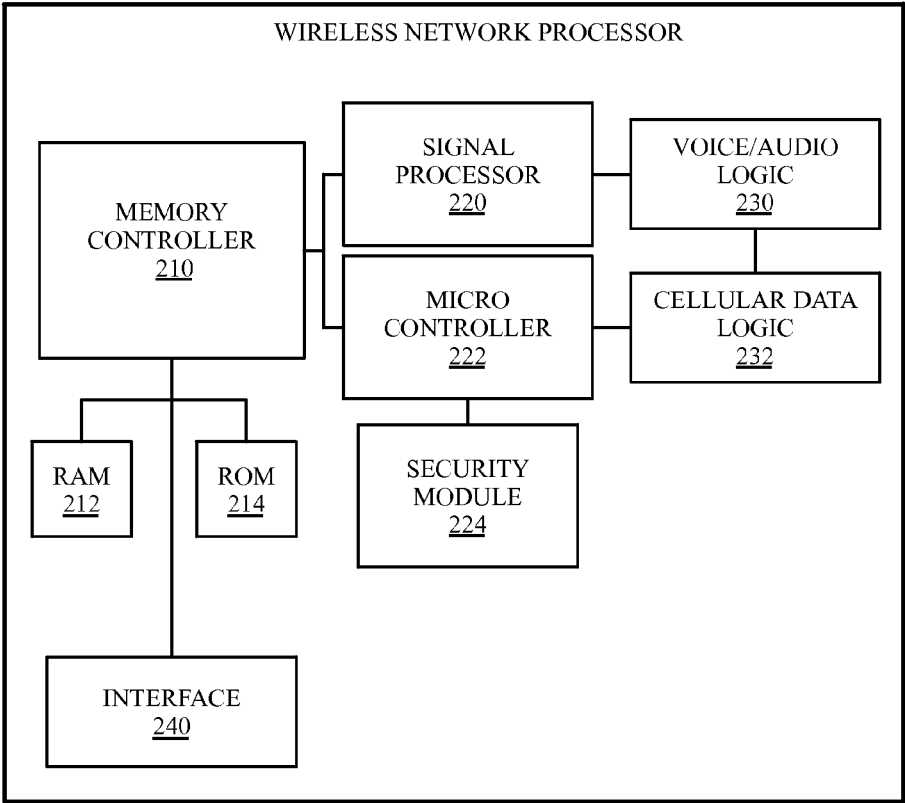 WIRELESS NETWORK PROCESSOR
MEMORY
CONTROLLER
210
SIGNAL
PROCESSOR
220
VOICE/AUDIO
LOGIC
230
MICRO
CONTROLLER
222
CELLULAR DATA
LOGIC
232
RAM
212
ROM
214
SECURITY
MODULE
224
INTERFACE
240